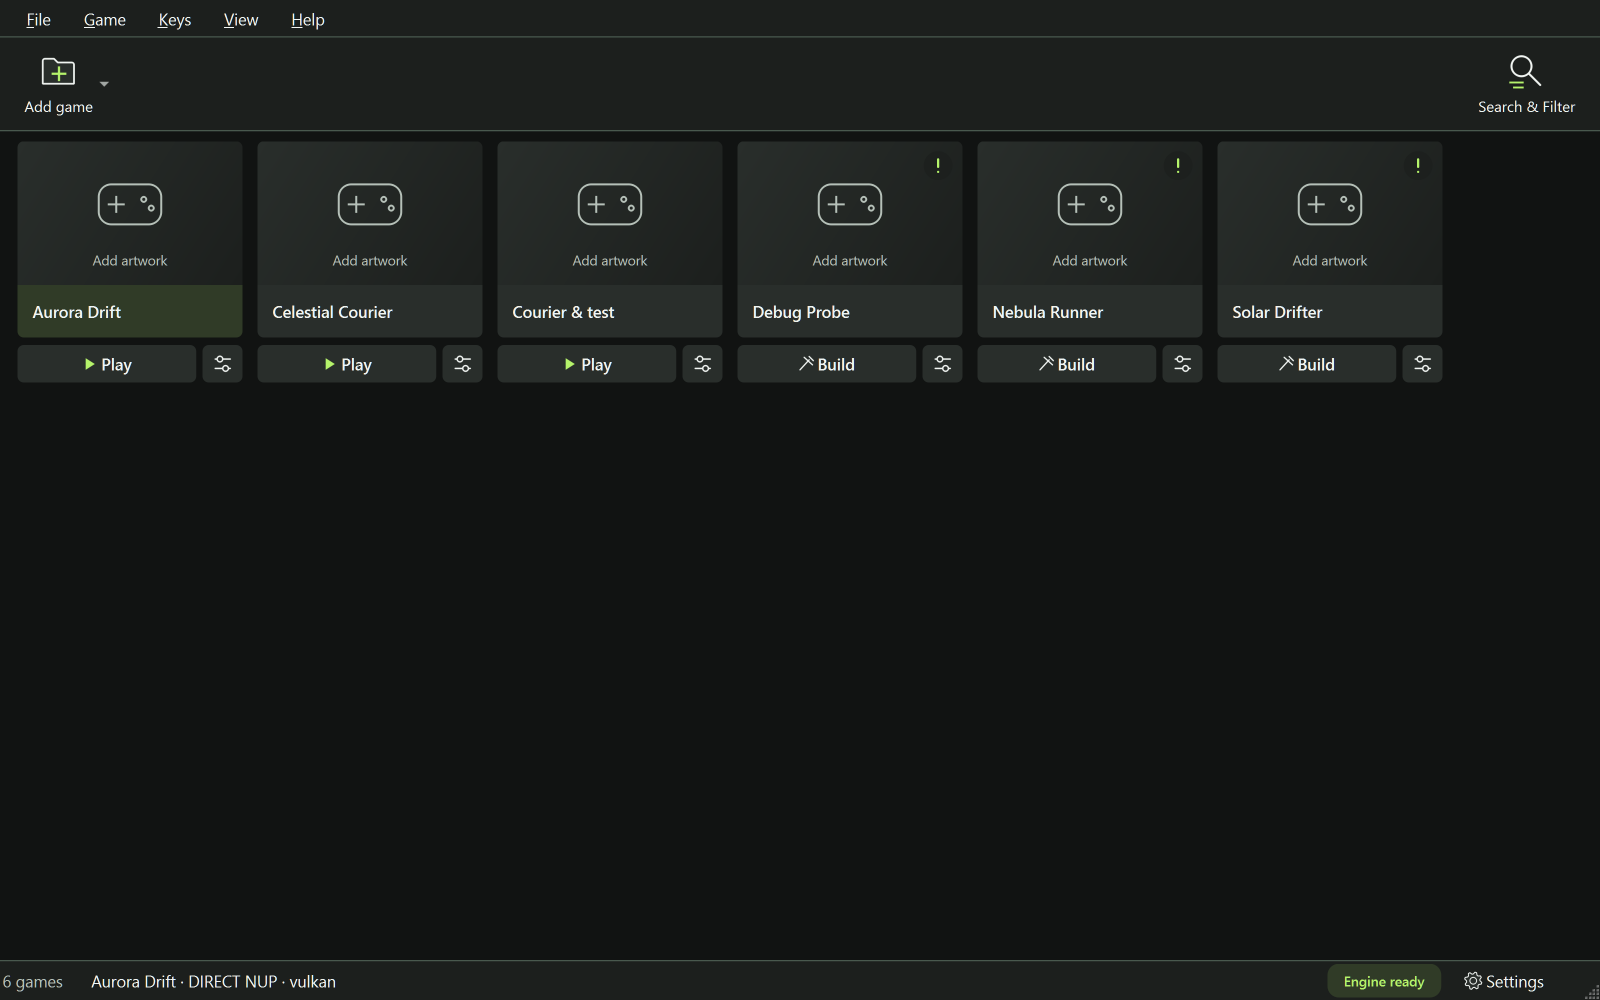 File Game Keys View Help
Add game
Search & Filter
Add artwork Add artwork Add artwork Add artwork Add artwork Add artwork
Aurora Drift Celestial Courier Courier & test Debug Probe Nebula Runner Solar Drifter
Play Play Play Build Build Build
6 games Aurora Drift · DIRECT NUP · vulkan Engine ready Settings